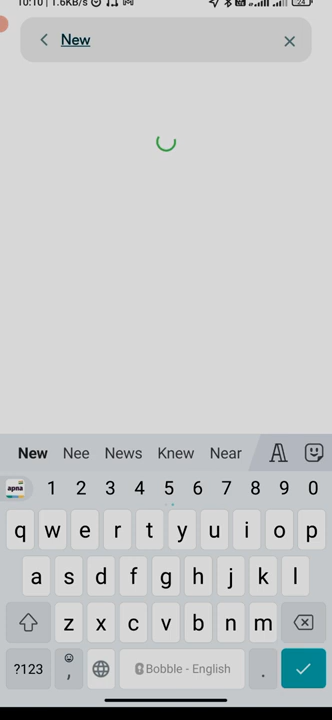 10:10 | 1.6KB/s
24
New
New Nee News Knew Near
apna 1 2 3 4 5 6 7 8 9 0
q w e r t y u i o p
a s d f g h j k l
z x c v b n m
?123 , Bobble - English .